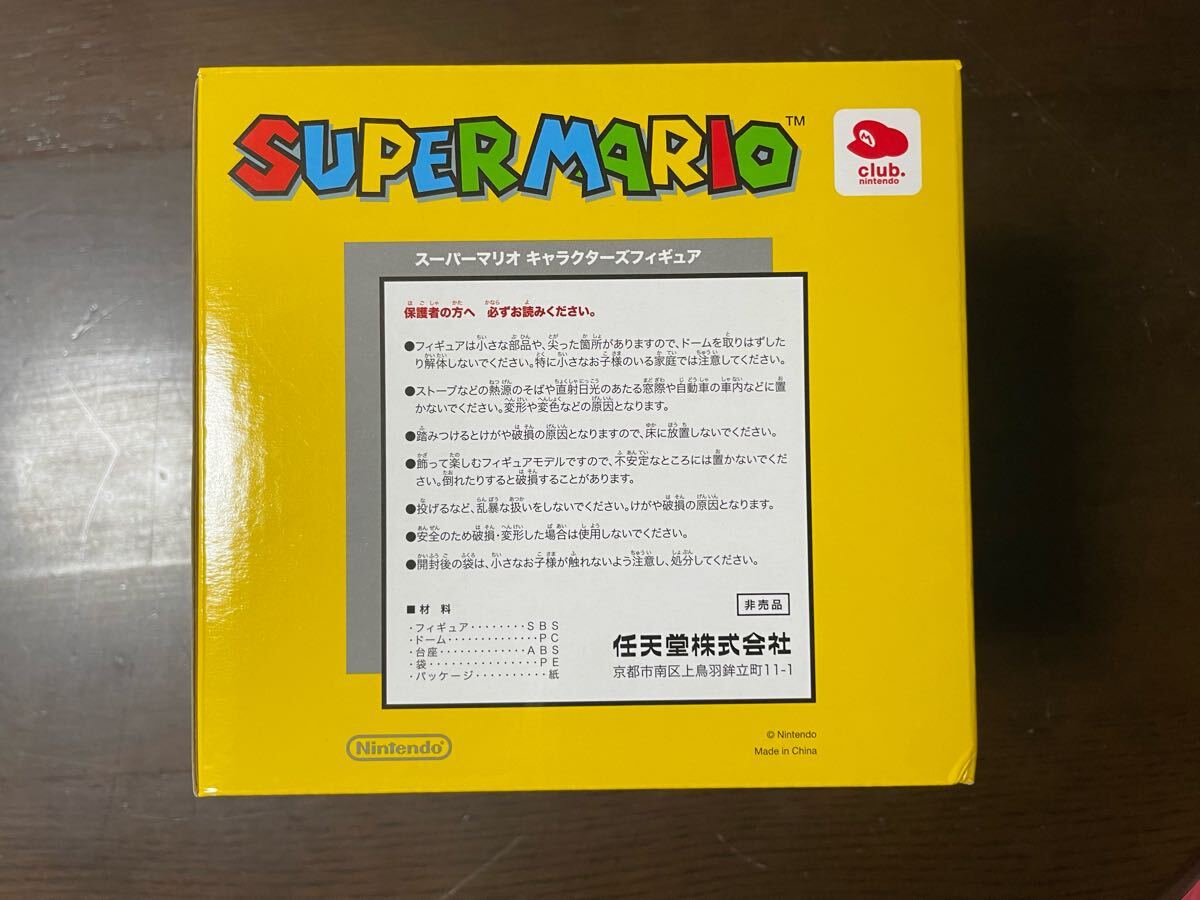 SUPER MARIO™
club.
nintendo
スーパーマリオ キャラクターズフィギュア
保護者の方へ 必ずお読みください。
●フィギュアは小さな部品や、尖った箇所がありますので、ドームを取りはずした
り解体しないでください。特に小さなお子様のいる家庭では注意してください。
●ストーブなどの熱源のそばや直射日光のあたる窓際や自動車の車内などに置
かないでください。変形や変色などの原因となります。
●踏みつけるとけがや破損の原因となりますので、床に放置しないでください。
●飾って楽しむフィギュアモデルですので、不安定なところには置かないでくだ
さい。倒れたりすると破損することがあります。
●投げるなど、乱暴な扱いをしないでください。けがや破損の原因となります。
●安全のため破損・変形した場合は使用しないでください。
●開封後の袋は、小さなお子様が触れないよう注意し、処分してください。
■材 料
・フィギュア・・・・・・・・SBS
・ドーム・・・・・・・・・・・・・PC
・台座・・・・・・・・・・・・・ABS
・袋・・・・・・・・・・・・・・・PE
・パッケージ・・・・・・・・・・紙
非売品
任天堂株式会社
京都市南区上鳥羽鉾立町11-1
Nintendo
© Nintendo
Made in China